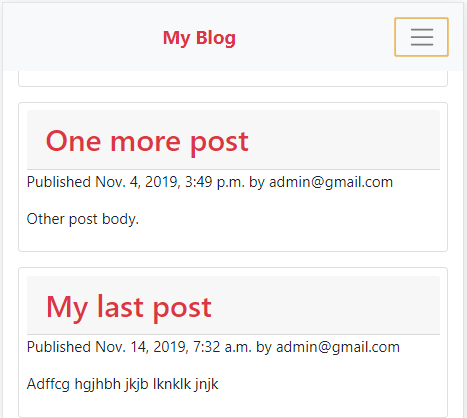 My Blog
One more post
Published Nov. 4, 2019, 3:49 p.m. by admin@gmail.com
Other post body.
My last post
Published Nov. 14, 2019, 7:32 a.m. by admin@gmail.com
Adffcg hgjhbh jkjb lknklk jnjk